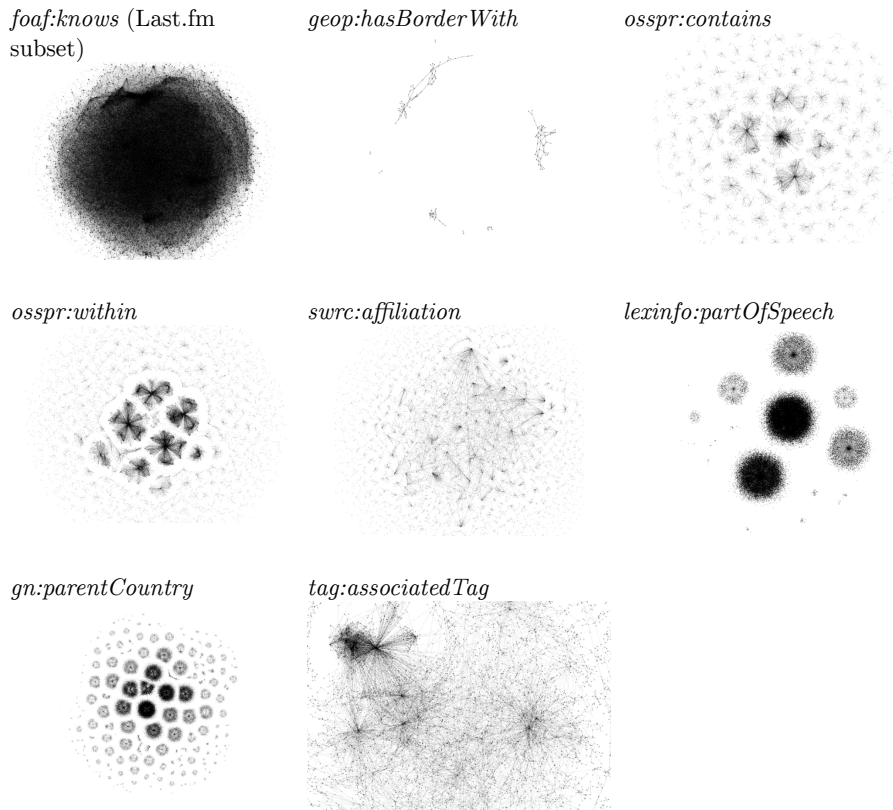 foaf:knows (Last.fm
subset)
geop:hasBorderWith
osspr:contains
osspr:within
swrc:affiliation
lexinfo:partOfSpeech
gn:parentCountry
tag:associatedTag